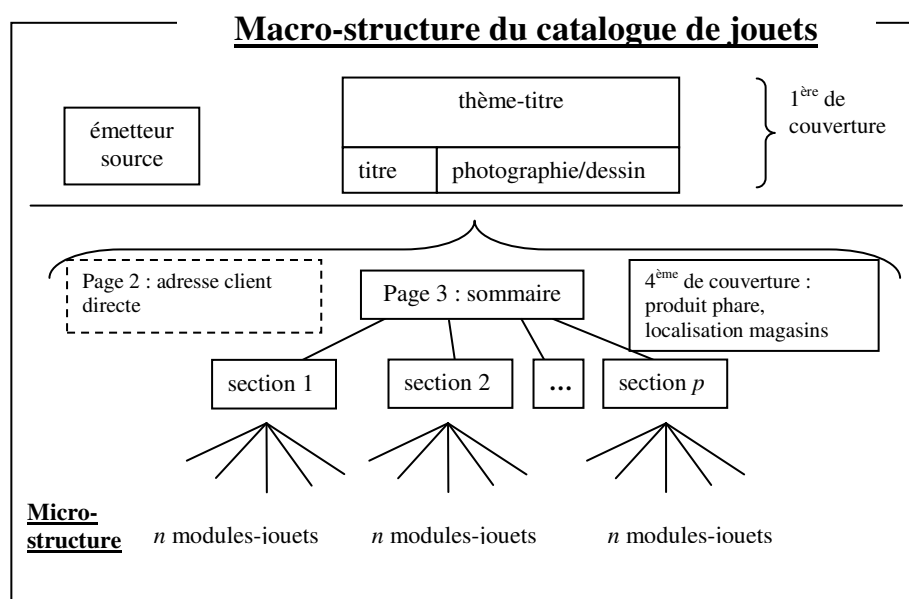 Macro-structure du catalogue de jouets
émetteur
source
thème-titre
titre
photographie/dessin
1ère de
couverture
Page 2 : adresse client
directe
Page 3 : sommaire
4ème de couverture :
produit phare,
localisation magasins
section 1
section 2
...
section p
Micro-
structure
n modules-jouets
n modules-jouets
n modules-jouets